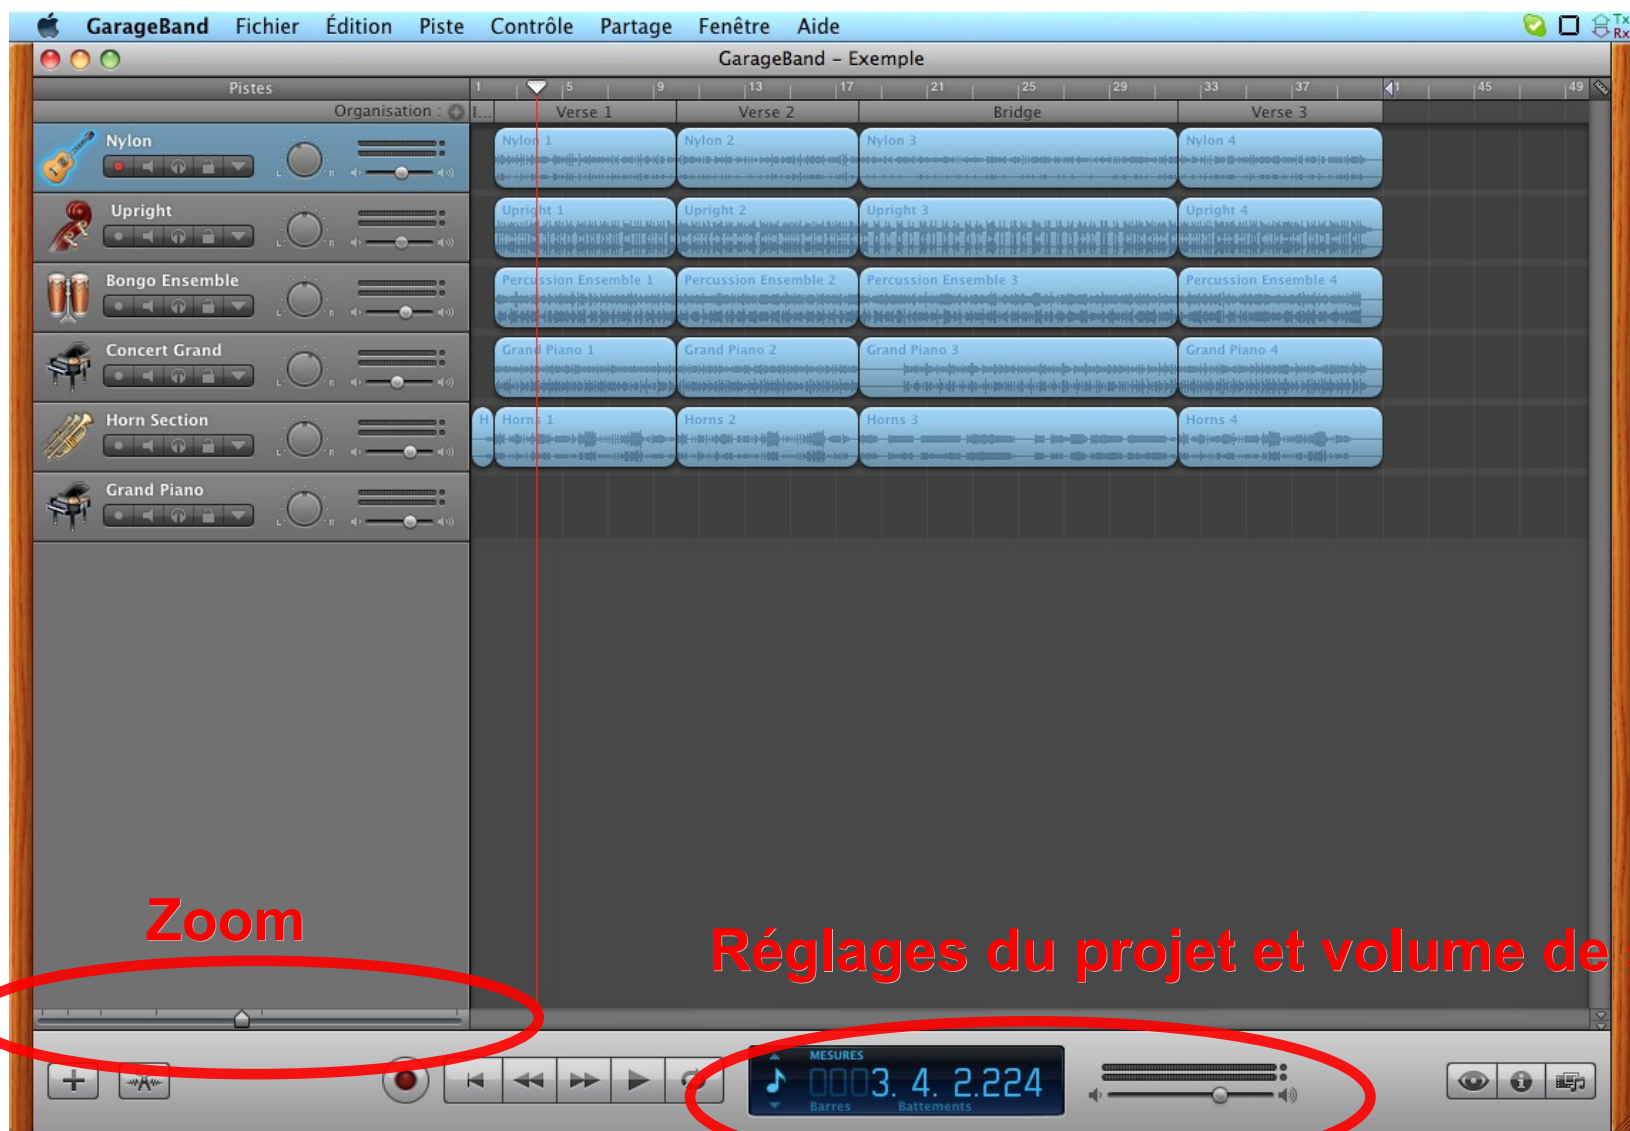 GarageBand Fichier Édition Piste Contrôle Partage Fenêtre Aide
Tx
Rx
GarageBand – Exemple
Pistes
1 5 9 13 17 21 25 29 33 37 1 45 49
Organisation :
I... Verse 1 Verse 2 Bridge Verse 3
Nylon
L R
Nylon 1 Nylon 2 Nylon 3 Nylon 4
Upright
L R
Upright 1 Upright 2 Upright 3 Upright 4
Bongo Ensemble
L R
Percussion Ensemble 1 Percussion Ensemble 2 Percussion Ensemble 3 Percussion Ensemble 4
Concert Grand
L R
Grand Piano 1 Grand Piano 2 Grand Piano 3 Grand Piano 4
Horn Section
L R
H Horns 1 Horns 2 Horns 3 Horns 4
Grand Piano
L R
Zoom
Réglages du projet et volume de
MESURES
0003. 4. 2.224
Barres Battements